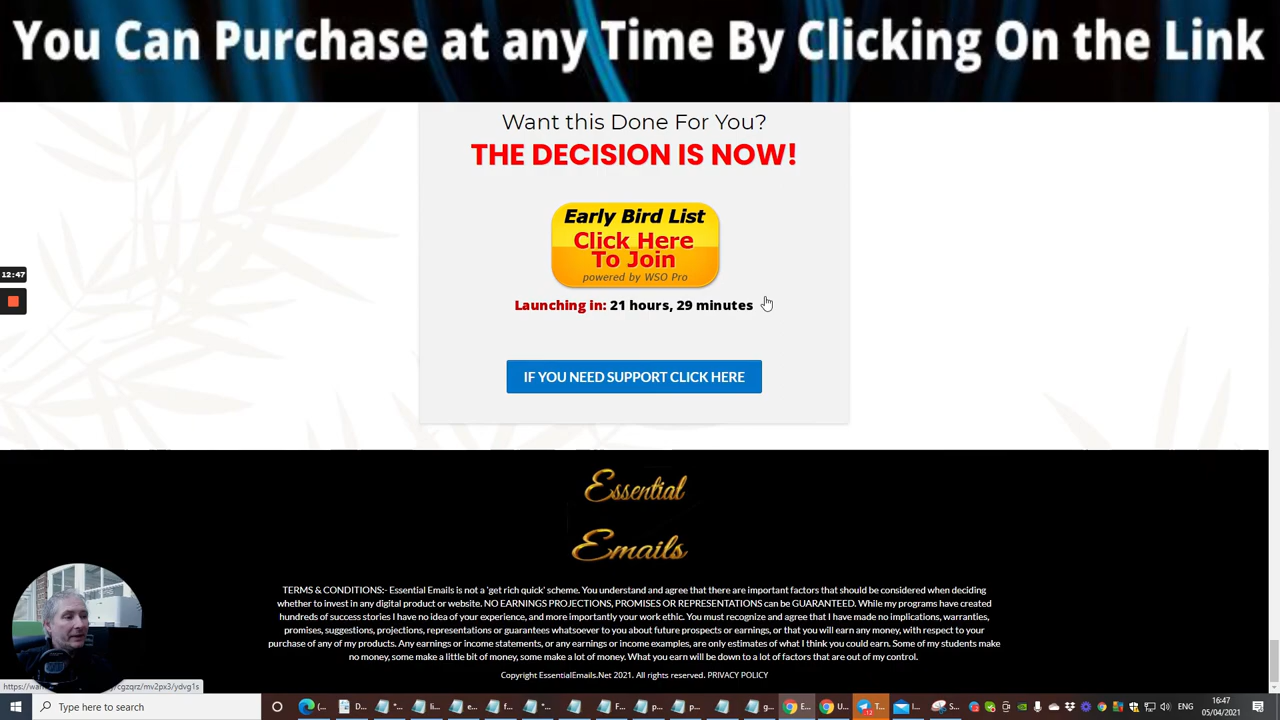 You Can Purchase at any Time By Clicking On the Link
Want this Done For You?
THE DECISION IS NOW!
Early Bird List
Click Here
To Join
powered by WSO Pro
12:47
Launching in: 21 hours, 29 minutes
IF YOU NEED SUPPORT CLICK HERE
Essential
Emails
TERMS & CONDITIONS:- Essential Emails is not a 'get rich quick' scheme. You understand and agree that there are important factors that should be considered when deciding
whether to invest in any digital product or website. NO EARNINGS PROJECTIONS, PROMISES OR REPRESENTATIONS can be GUARANTEED. While my programs have created
hundreds of success stories I have no idea of your experience, and more importantly your work ethic. You must recognize and agree that I have made no implications, warranties,
promises, suggestions, projections, representations or guarantees whatsoever to you about future prospects or earnings, or that you will earn any money, with respect to your
purchase of any of my products. Any earnings or income statements, or any earnings or income examples, are only estimates of what I think you could earn. Some of my students make
no money, some make a little bit of money, some make a lot of money. What you earn will be down to a lot of factors that are out of my control.
Copyright EssentialEmails.Net 2021. All rights reserved. PRIVACY POLICY
cgzqrz/mv2px3/ydvg1s
Type here to search
16:47
05/04/2021